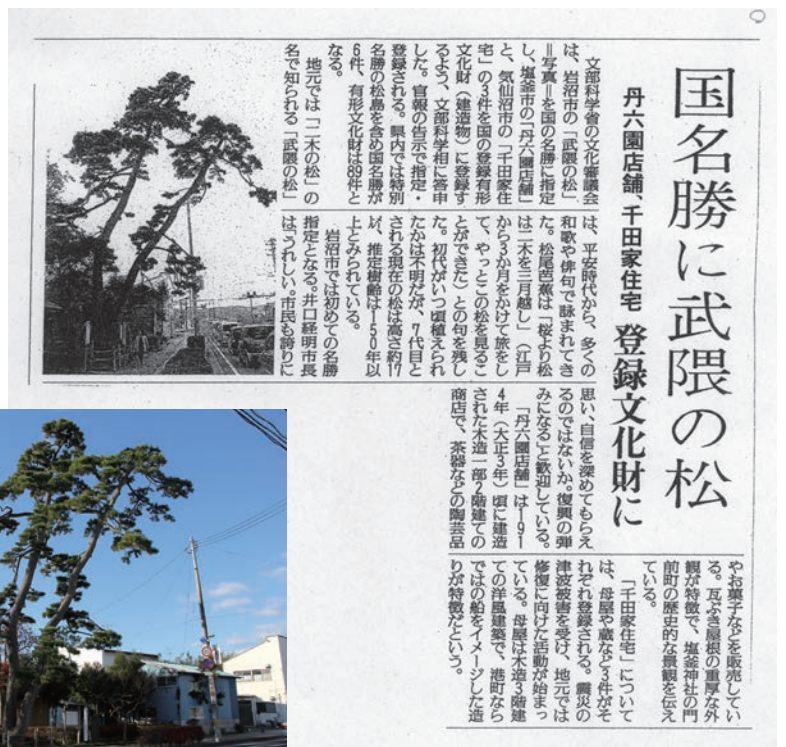 国名勝に武隈の松
丹六園店舗、千田家住宅 登録文化財に
文部科学省の文化審議会
は、岩沼市の「武隈の松」
＝写真＝を国の名勝に指定
し、塩釜市の「丹六園店舗」
と、気仙沼市の「千田家住
宅」の3件を国の登録有形
文化財（建造物）に登録す
るよう、文部科学相に答申
した。官報の告示で指定・
登録される。県内では特別
名勝の松島を含め国名勝が
6件、有形文化財は89件と
なる。
地元では「二木の松」の
名で知られる「武隈の松」
は、平安時代から、多くの
和歌や俳句で詠まれてき
た。松尾芭蕉は「桜より松
は二木を三月越し」（江戸
から3か月をかけて旅をし
て、やっとこの松を見るこ
とができた）との句を残し
た。初代がいつ頃植えられ
たかは不明だが、7代目と
される現在の松は高さ約17
㍍、推定樹齢は150年以
上とみられている。
岩沼市では初めての名勝
指定となる。井口経明市長
は「うれしい。市民も誇りに
思い、自信を深めてもらえ
るのではないか。復興の弾
みになる」と歓迎している。
「丹六園店舗」は191
4年（大正3年）頃に建造
された木造一部2階建ての
商店で、茶器などの陶芸品
やお菓子などを販売してい
る。瓦ぶき屋根の重厚な外
観が特徴で、塩釜神社の門
前町の歴史的な景観を伝え
ている。
「千田家住宅」について
は、母屋や蔵など3件がそ
れぞれ登録される。震災の
津波被害を受け、地元では
修復に向けた活動が始まっ
ている。母屋は木造3階建
ての洋風建築で、港町なら
ではの船をイメージした造
りが特徴だという。